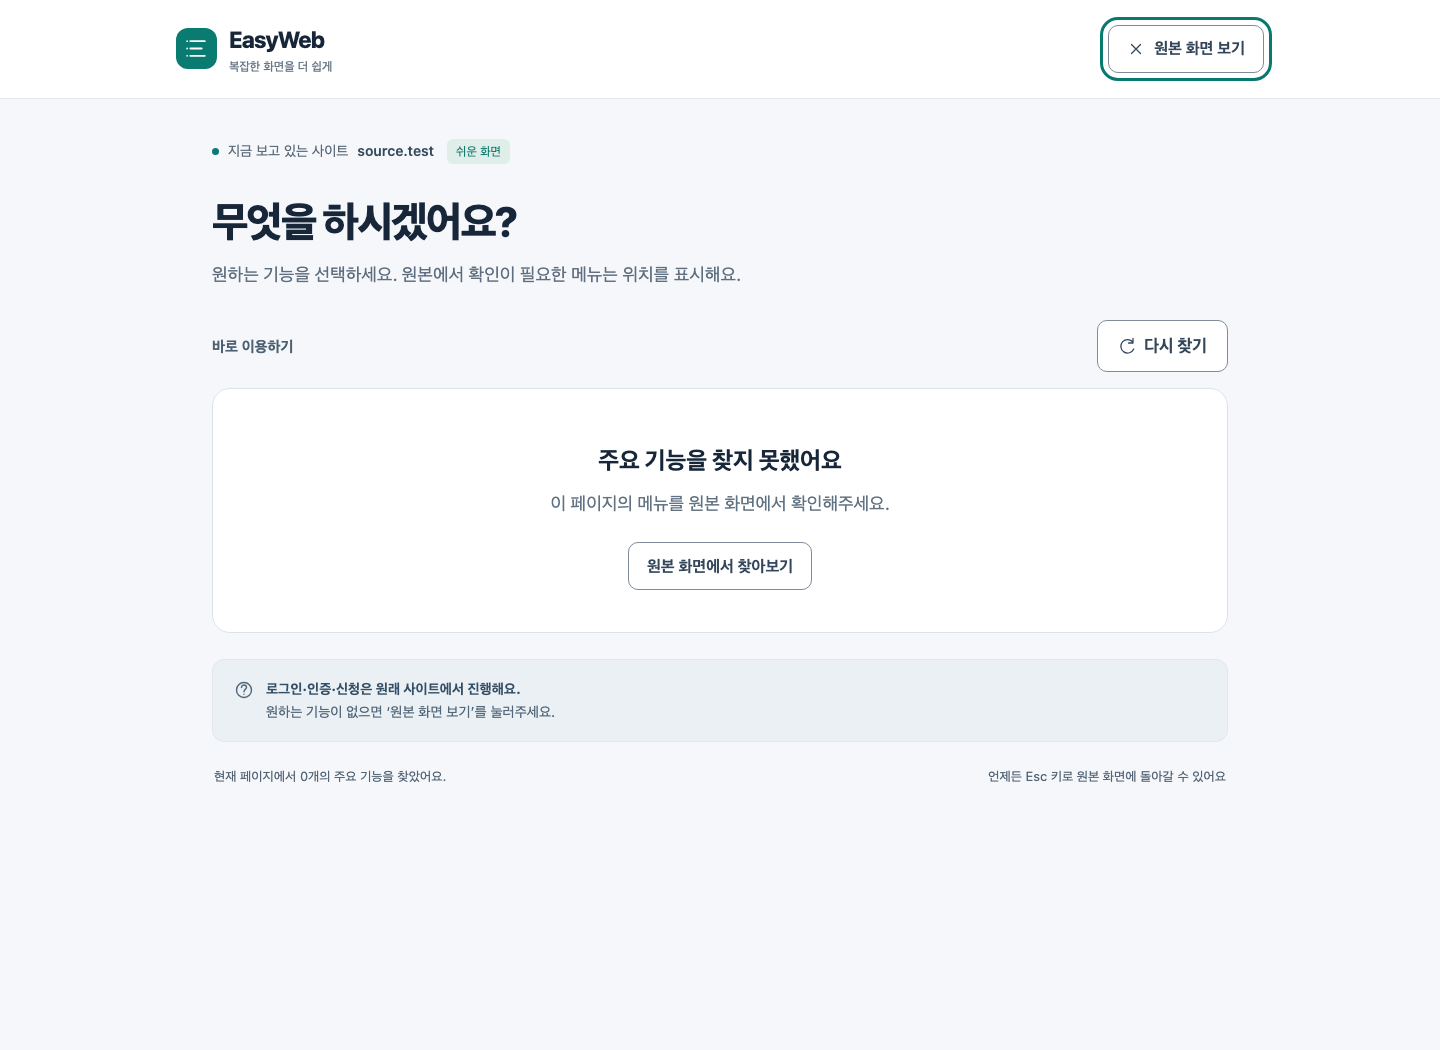 EasyWeb
복잡한 화면을 더 쉽게
원본 화면 보기
지금 보고 있는 사이트 source.test 쉬운 화면
무엇을 하시겠어요?
원하는 기능을 선택하세요. 원본에서 확인이 필요한 메뉴는 위치를 표시해요.
바로 이용하기
다시 찾기
주요 기능을 찾지 못했어요
이 페이지의 메뉴를 원본 화면에서 확인해주세요.
원본 화면에서 찾아보기
로그인·인증·신청은 원래 사이트에서 진행해요.
원하는 기능이 없으면 ‘원본 화면 보기’를 눌러주세요.
현재 페이지에서 0개의 주요 기능을 찾았어요.
언제든 Esc 키로 원본 화면에 돌아갈 수 있어요